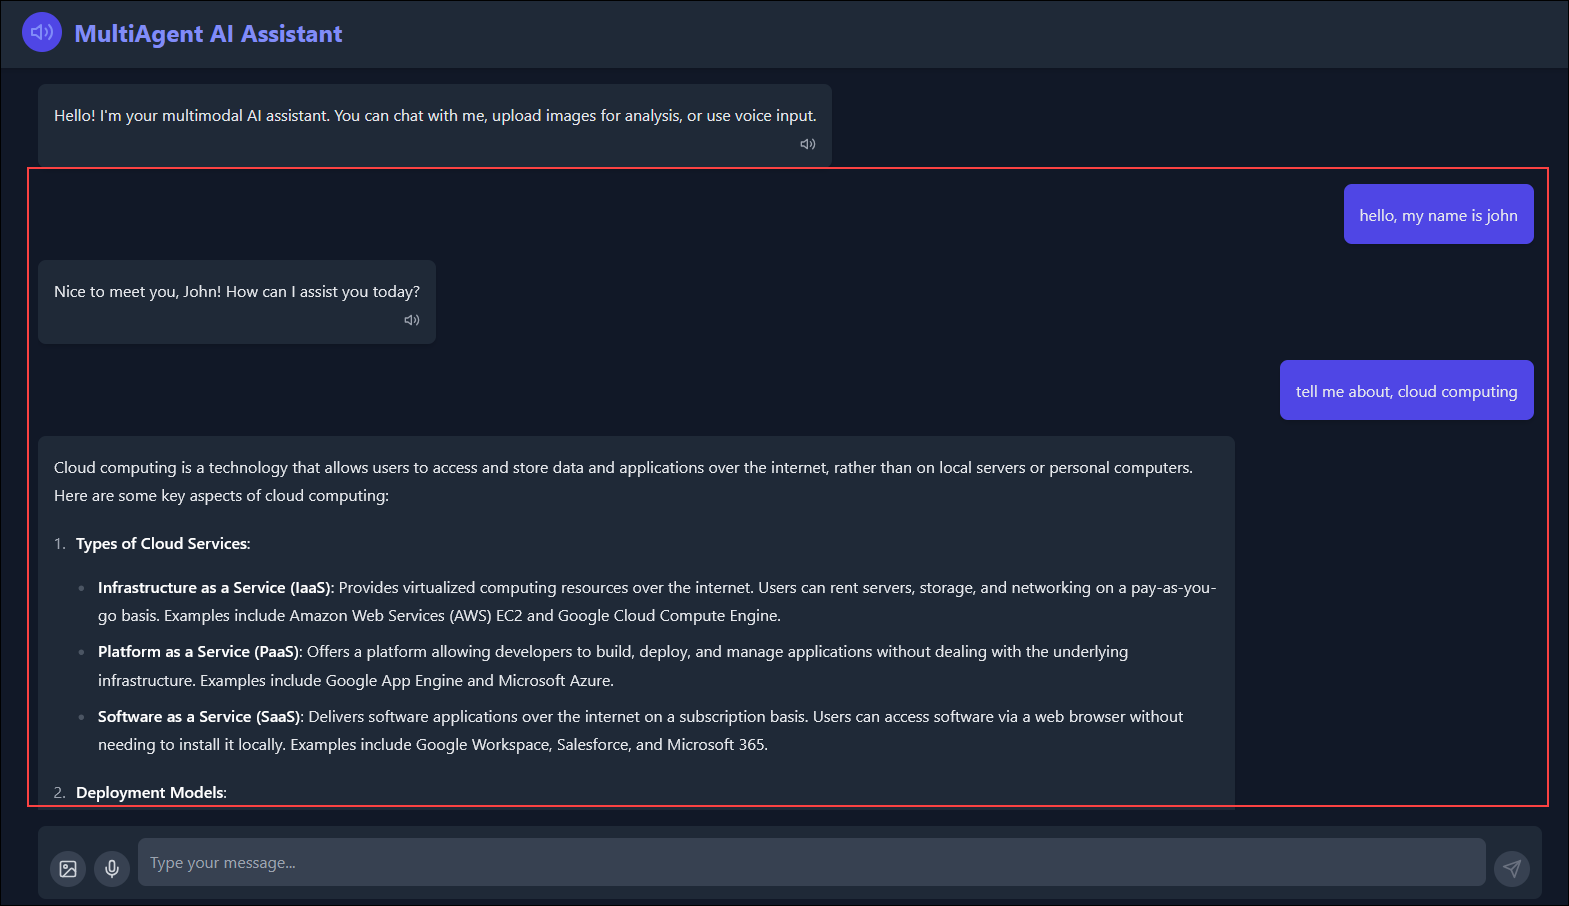 MultiAgent AI Assistant
Hello! I'm your multimodal AI assistant. You can chat with me, upload images for analysis, or use voice input.
hello, my name is john
Nice to meet you, John! How can I assist you today?
tell me about, cloud computing
Cloud computing is a technology that allows users to access and store data and applications over the internet, rather than on local servers or personal computers.
Here are some key aspects of cloud computing:
1. Types of Cloud Services:
• Infrastructure as a Service (IaaS): Provides virtualized computing resources over the internet. Users can rent servers, storage, and networking on a pay-as-you-
go basis. Examples include Amazon Web Services (AWS) EC2 and Google Cloud Compute Engine.
• Platform as a Service (PaaS): Offers a platform allowing developers to build, deploy, and manage applications without dealing with the underlying
infrastructure. Examples include Google App Engine and Microsoft Azure.
• Software as a Service (SaaS): Delivers software applications over the internet on a subscription basis. Users can access software via a web browser without
needing to install it locally. Examples include Google Workspace, Salesforce, and Microsoft 365.
2. Deployment Models:
Type your message...